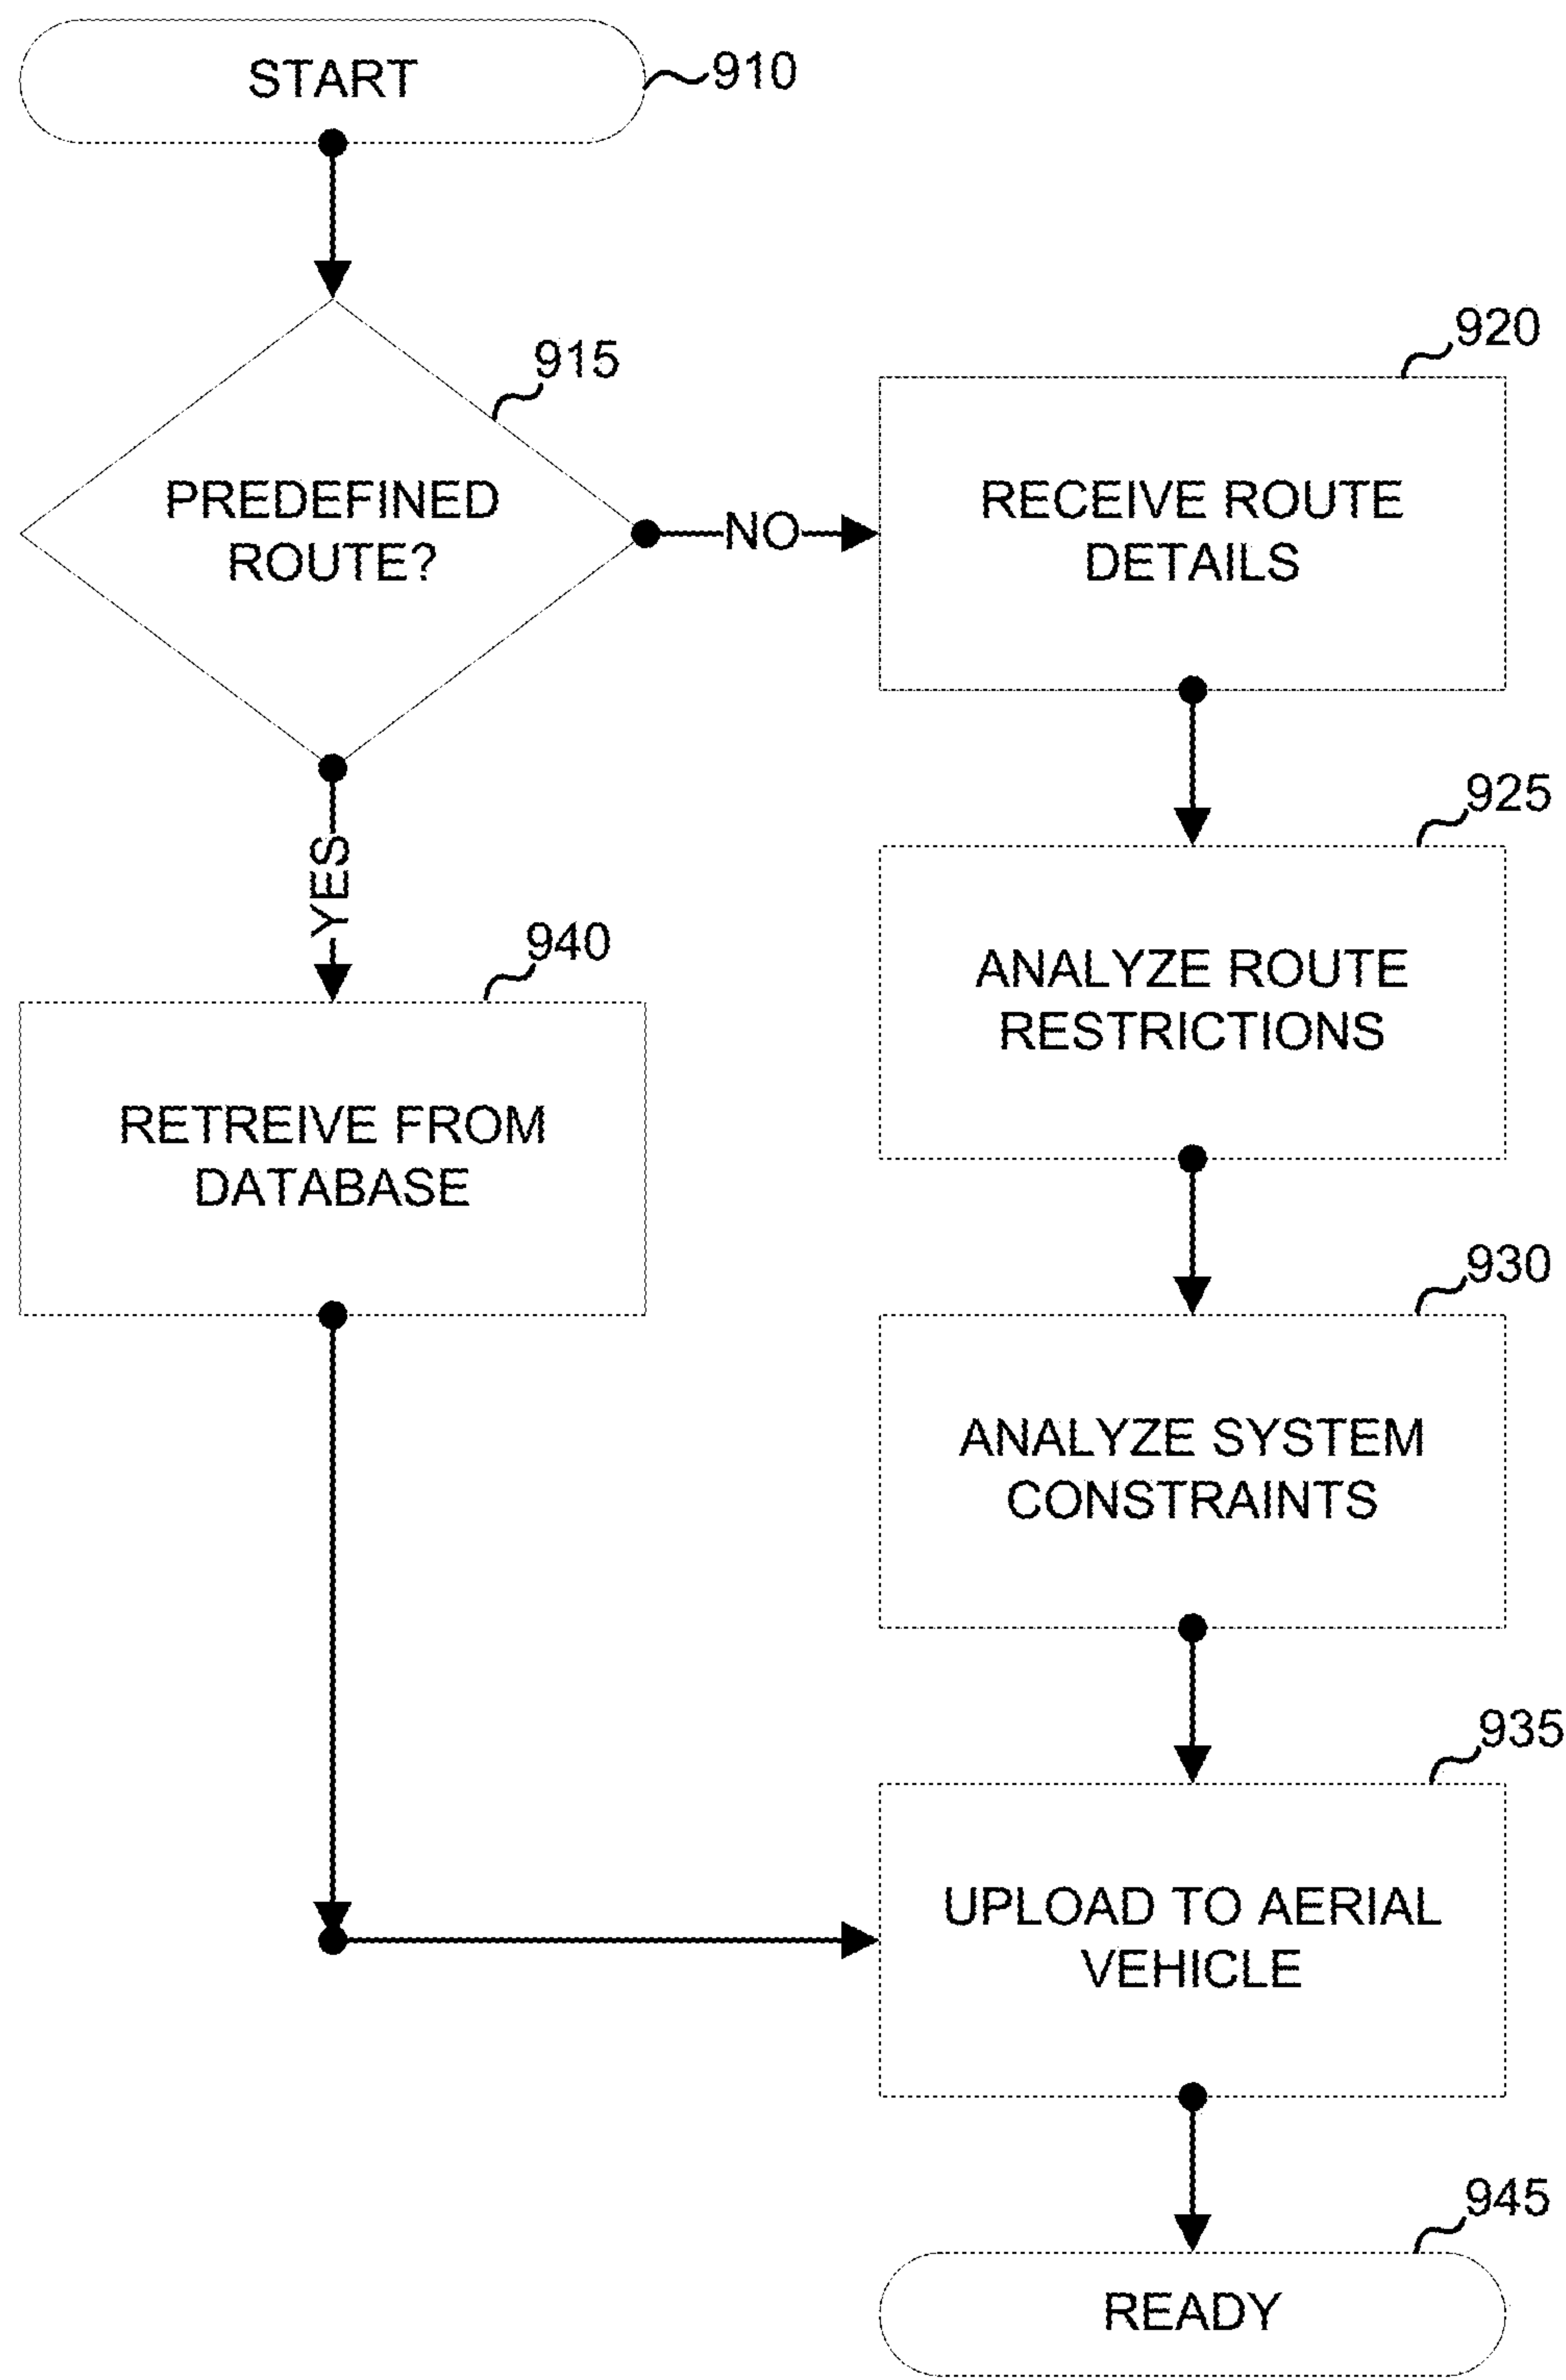 START
910
915
PREDEFINED
ROUTE?
NO
920
RECEIVE ROUTE
DETAILS
925
ANALYZE ROUTE
RESTRICTIONS
YES
940
RETREIVE FROM
DATABASE
930
ANALYZE SYSTEM
CONSTRAINTS
935
UPLOAD TO AERIAL
VEHICLE
945
READY